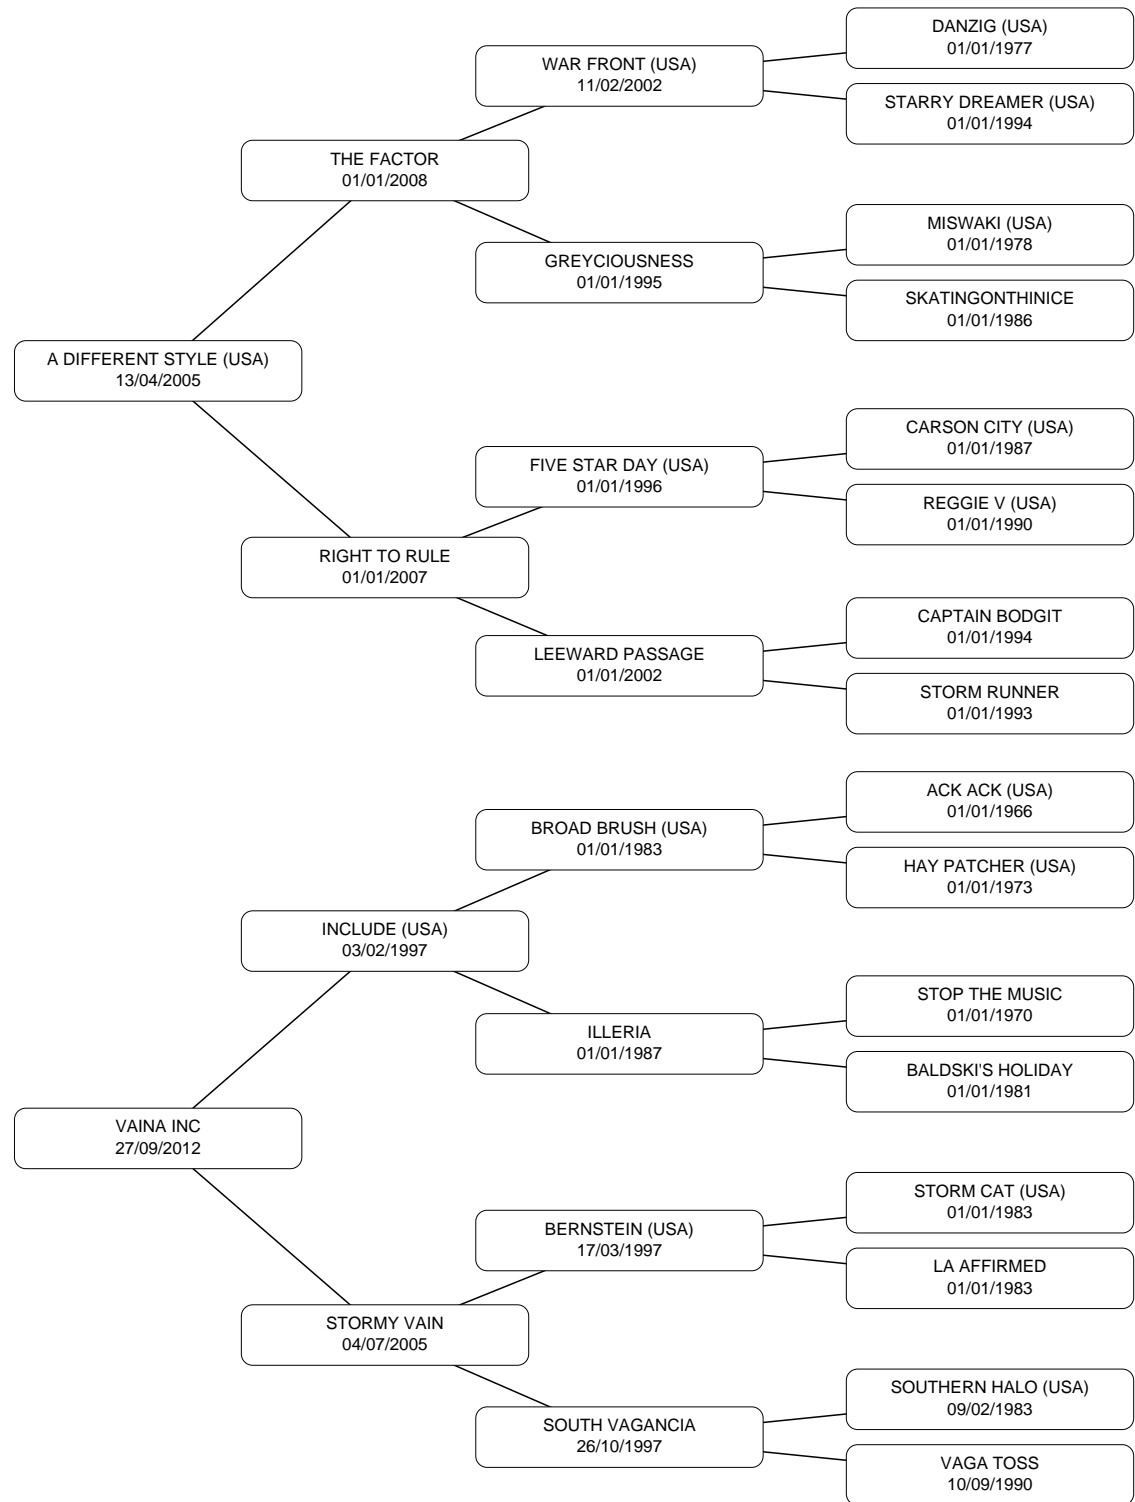 DANZIG (USA)
01/01/1977
WAR FRONT (USA)
11/02/2002
STARRY DREAMER (USA)
01/01/1994
THE FACTOR
01/01/2008
MISWAKI (USA)
01/01/1978
GREYCIOUSNESS
01/01/1995
SKATINGONTHINICE
01/01/1986
A DIFFERENT STYLE (USA)
13/04/2005
CARSON CITY (USA)
01/01/1987
FIVE STAR DAY (USA)
01/01/1996
REGGIE V (USA)
01/01/1990
RIGHT TO RULE
01/01/2007
CAPTAIN BODGIT
01/01/1994
LEEWARD PASSAGE
01/01/2002
STORM RUNNER
01/01/1993
ACK ACK (USA)
01/01/1966
BROAD BRUSH (USA)
01/01/1983
HAY PATCHER (USA)
01/01/1973
INCLUDE (USA)
03/02/1997
STOP THE MUSIC
01/01/1970
ILLERIA
01/01/1987
BALDSKI'S HOLIDAY
01/01/1981
VAINA INC
27/09/2012
STORM CAT (USA)
01/01/1983
BERNSTEIN (USA)
17/03/1997
LA AFFIRMED
01/01/1983
STORMY VAIN
04/07/2005
SOUTHERN HALO (USA)
09/02/1983
SOUTH VAGANCIA
26/10/1997
VAGA TOSS
10/09/1990